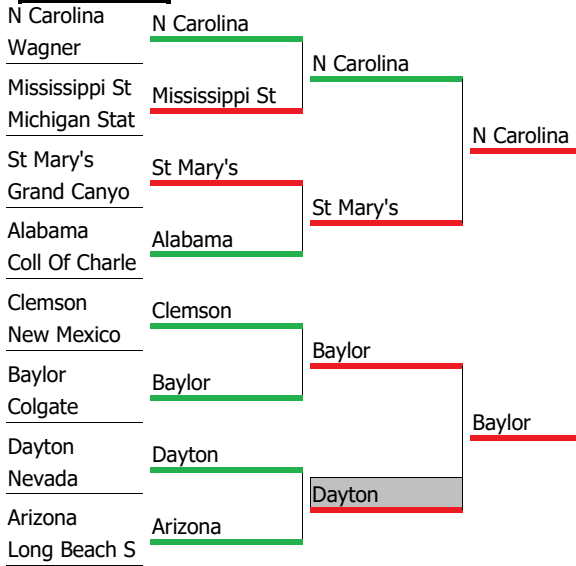 N Carolina
Wagner
Mississippi St
Michigan Stat
St Mary's
Grand Canyo
Alabama
Coll Of Charle
Clemson
New Mexico
Baylor
Colgate
Dayton
Nevada
Arizona
Long Beach S
N Carolina
Mississippi St
St Mary's
Alabama
Clemson
Baylor
Dayton
Arizona
N Carolina
St Mary's
Baylor
Dayton
N Carolina
Baylor